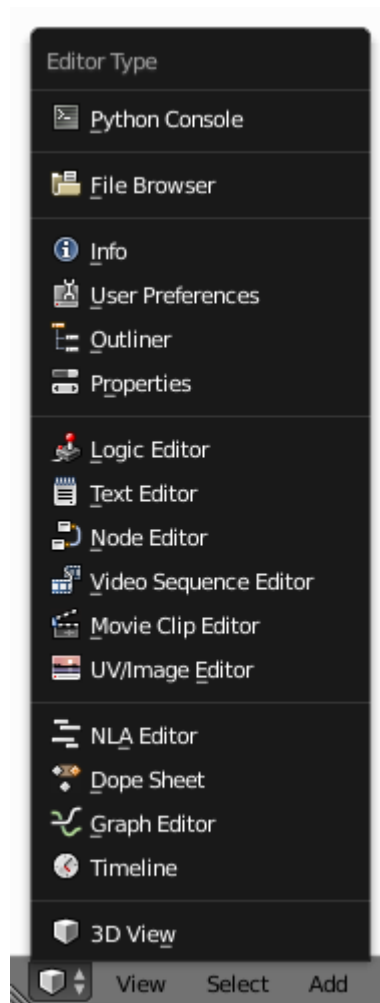 Editor Type
Python Console
File Browser
Info
User Preferences
Outliner
Properties
Logic Editor
Text Editor
Node Editor
Video Sequence Editor
Movie Clip Editor
UV/Image Editor
NLA Editor
Dope Sheet
Graph Editor
Timeline
3D View
View Select Add